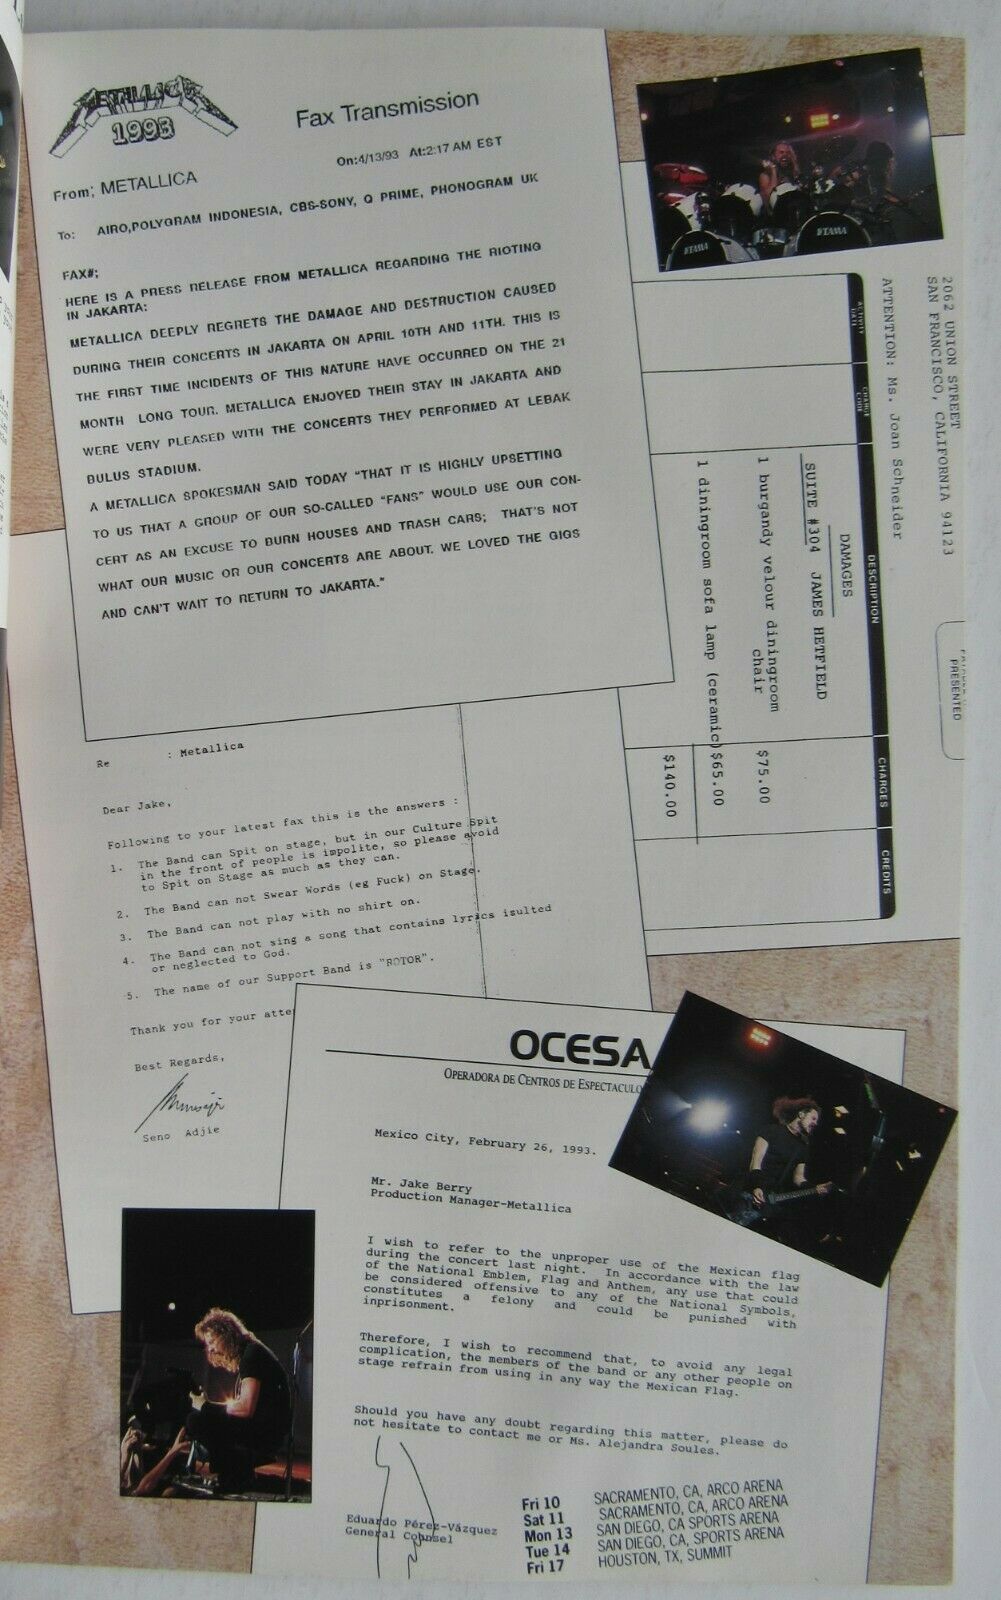 METALLICA
1993
Fax Transmission
On:4/13/93 At:2:17 AM EST
From; METALLICA
To: AIRO,POLYGRAM INDONESIA, CBS-SONY, Q PRIME, PHONOGRAM UK
FAX#;
HERE IS A PRESS RELEASE FROM METALLICA REGARDING THE RIOTING
IN JAKARTA:
METALLICA DEEPLY REGRETS THE DAMAGE AND DESTRUCTION CAUSED
DURING THEIR CONCERTS IN JAKARTA ON APRIL 10TH AND 11TH. THIS IS
THE FIRST TIME INCIDENTS OF THIS NATURE HAVE OCCURRED ON THE 21
MONTH LONG TOUR. METALLICA ENJOYED THEIR STAY IN JAKARTA AND
WERE VERY PLEASED WITH THE CONCERTS THEY PERFORMED AT LEBAK
BULUS STADIUM.
A METALLICA SPOKESMAN SAID TODAY "THAT IT IS HIGHLY UPSETTING
TO US THAT A GROUP OF OUR SO-CALLED "FANS" WOULD USE OUR CON-
CERT AS AN EXCUSE TO BURN HOUSES AND TRASH CARS; THAT'S NOT
WHAT OUR MUSIC OR OUR CONCERTS ARE ABOUT. WE LOVED THE GIGS
AND CAN'T WAIT TO RETURN TO JAKARTA."
TAMA
TAMA
2062 UNION STREET
SAN FRANCISCO, CALIFORNIA 94123
ATTENTION: Ms. Joan Schneider
PRESENTED
ACTIVITY DATE
CHARGE CODE
DESCRIPTION
CHARGES
CREDITS
DAMAGES
SUITE #304 JAMES HETFIELD
1 burgandy velour diningroom
chair $75.00
1 diningroom sofa lamp (ceramic) $65.00
$140.00
Re : Metallica
Dear Jake,
Following to your latest fax this is the answers :
1. The Band can Spit on stage, but in our Culture Spit
in the front of people is impolite, so please avoid
to Spit on Stage as much as they can.
2. The Band can not Swear Words (eg Fuck) on Stage.
3. The Band can not play with no shirt on.
4. The Band can not sing a song that contains lyrics isulted
or neglected to God.
5. The name of our Support Band is "ROTOR".
Thank you for your atte
Best Regards,
Seno Adjie
OCESA
OPERADORA DE CENTROS DE ESPECTACULO
Mexico City, February 26, 1993.
Mr. Jake Berry
Production Manager-Metallica
I wish to refer to the unproper use of the Mexican flag
during the concert last night. In accordance with the law
of the National Emblem, Flag and Anthem, any use that could
be considered offensive to any of the National Symbols,
constitutes a felony and could be punished with
inprisonment.
Therefore, I wish to recommend that, to avoid any legal
complication, the members of the band or any other people on
stage refrain from using in any way the Mexican Flag.
Should you have any doubt regarding this matter, please do
not hesitate to contact me or Ms. Alejandra Soules.
Eduardo Pérez-Vázquez
General Counsel
Fri 10 SACRAMENTO, CA, ARCO ARENA
Sat 11 SACRAMENTO, CA, ARCO ARENA
Mon 13 SAN DIEGO, CA SPORTS ARENA
Tue 14 SAN DIEGO, CA, SPORTS ARENA
Fri 17 HOUSTON, TX, SUMMIT